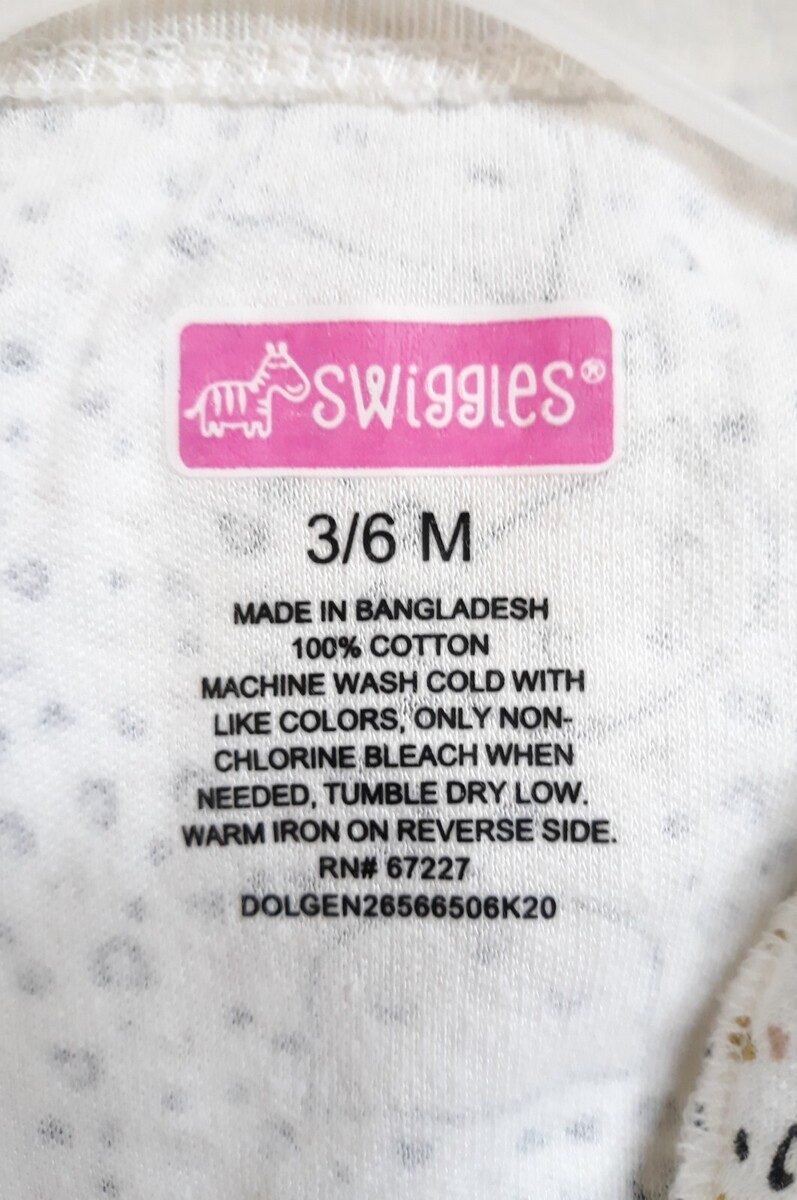 swiggles®
3/6 M
MADE IN BANGLADESH
100% COTTON
MACHINE WASH COLD WITH
LIKE COLORS, ONLY NON-
CHLORINE BLEACH WHEN
NEEDED, TUMBLE DRY LOW.
WARM IRON ON REVERSE SIDE.
RN# 67227
DOLGEN26566506K20